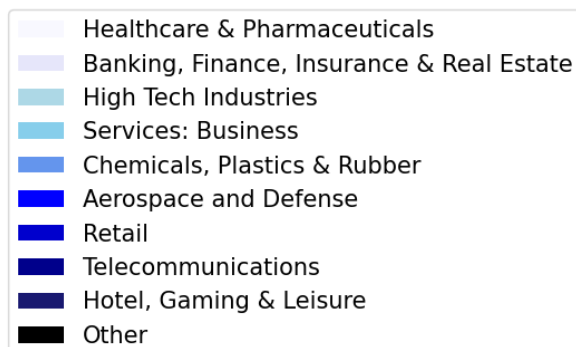 Healthcare & Pharmaceuticals
Banking, Finance, Insurance & Real Estate
High Tech Industries
Services: Business
Chemicals, Plastics & Rubber
Aerospace and Defense
Retail
Telecommunications
Hotel, Gaming & Leisure
Other